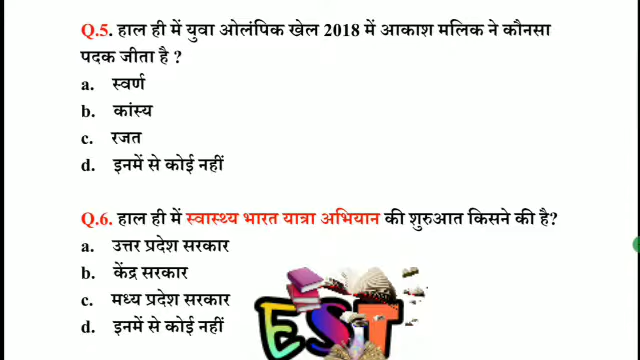 Q.5. हाल ही में युवा ओलंपिक खेल 2018 में आकाश मलिक ने कौनसा
पदक जीता है ?
a. स्वर्ण
b. कांस्य
c. रजत
d. इनमें से कोई नहीं
Q.6. हाल ही में स्वास्थ्य भारत यात्रा अभियान की शुरुआत किसने की है?
a. उत्तर प्रदेश सरकार
b. केंद्र सरकार
c. मध्य प्रदेश सरकार
d. इनमें से कोई नहीं
EST